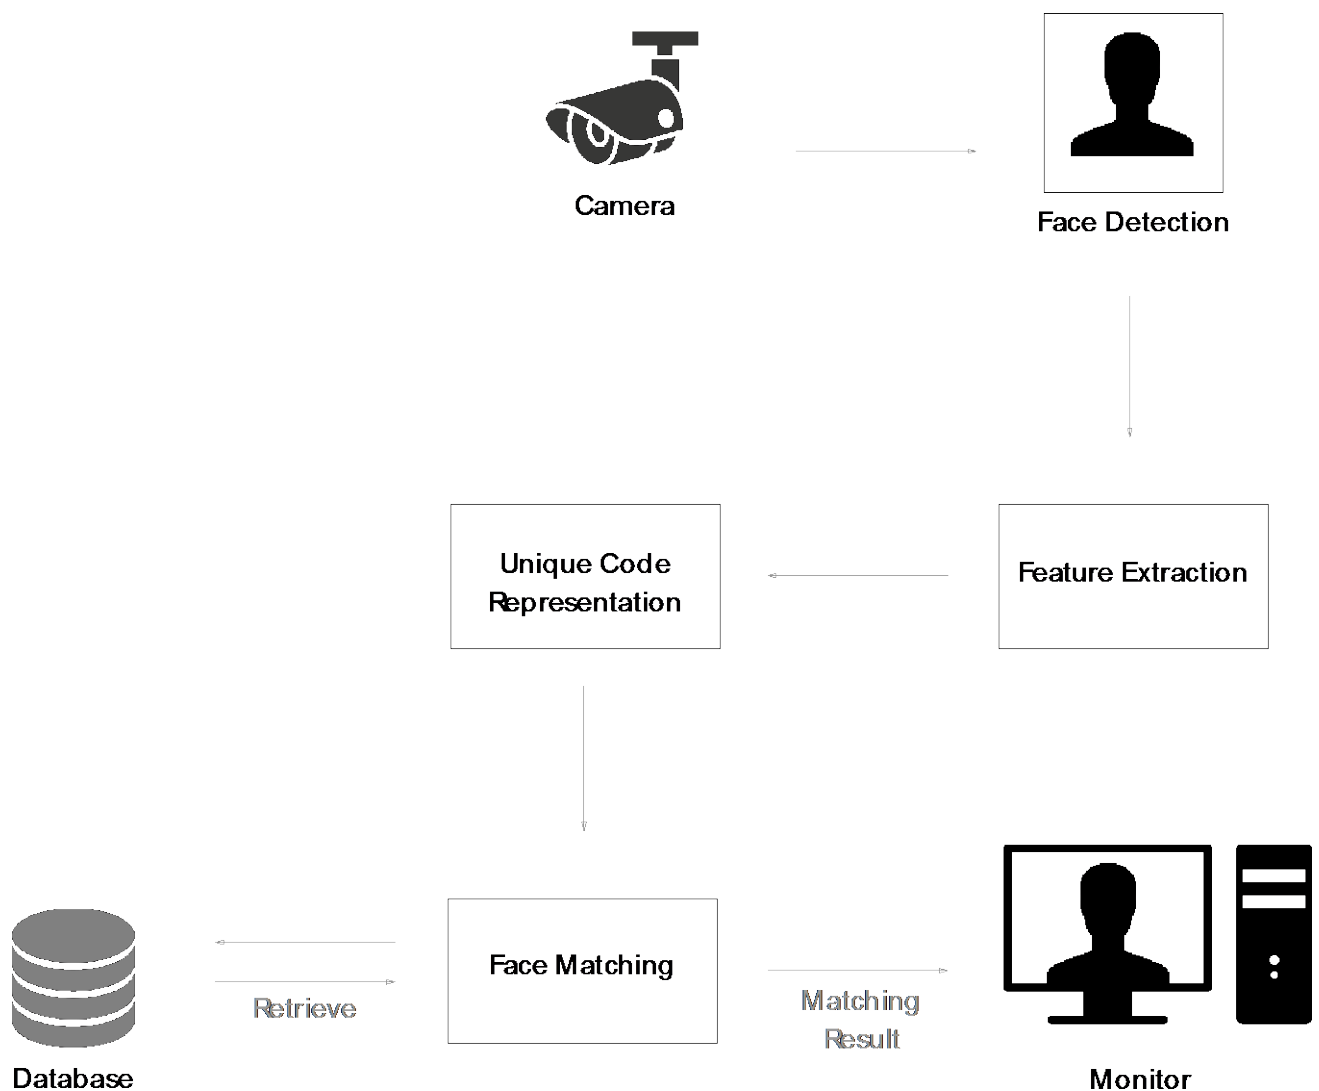 Camera
Face Detection
Feature Extraction
Unique Code
Representation
Face Matching
Retrieve
Database
Matching
Result
Monitor